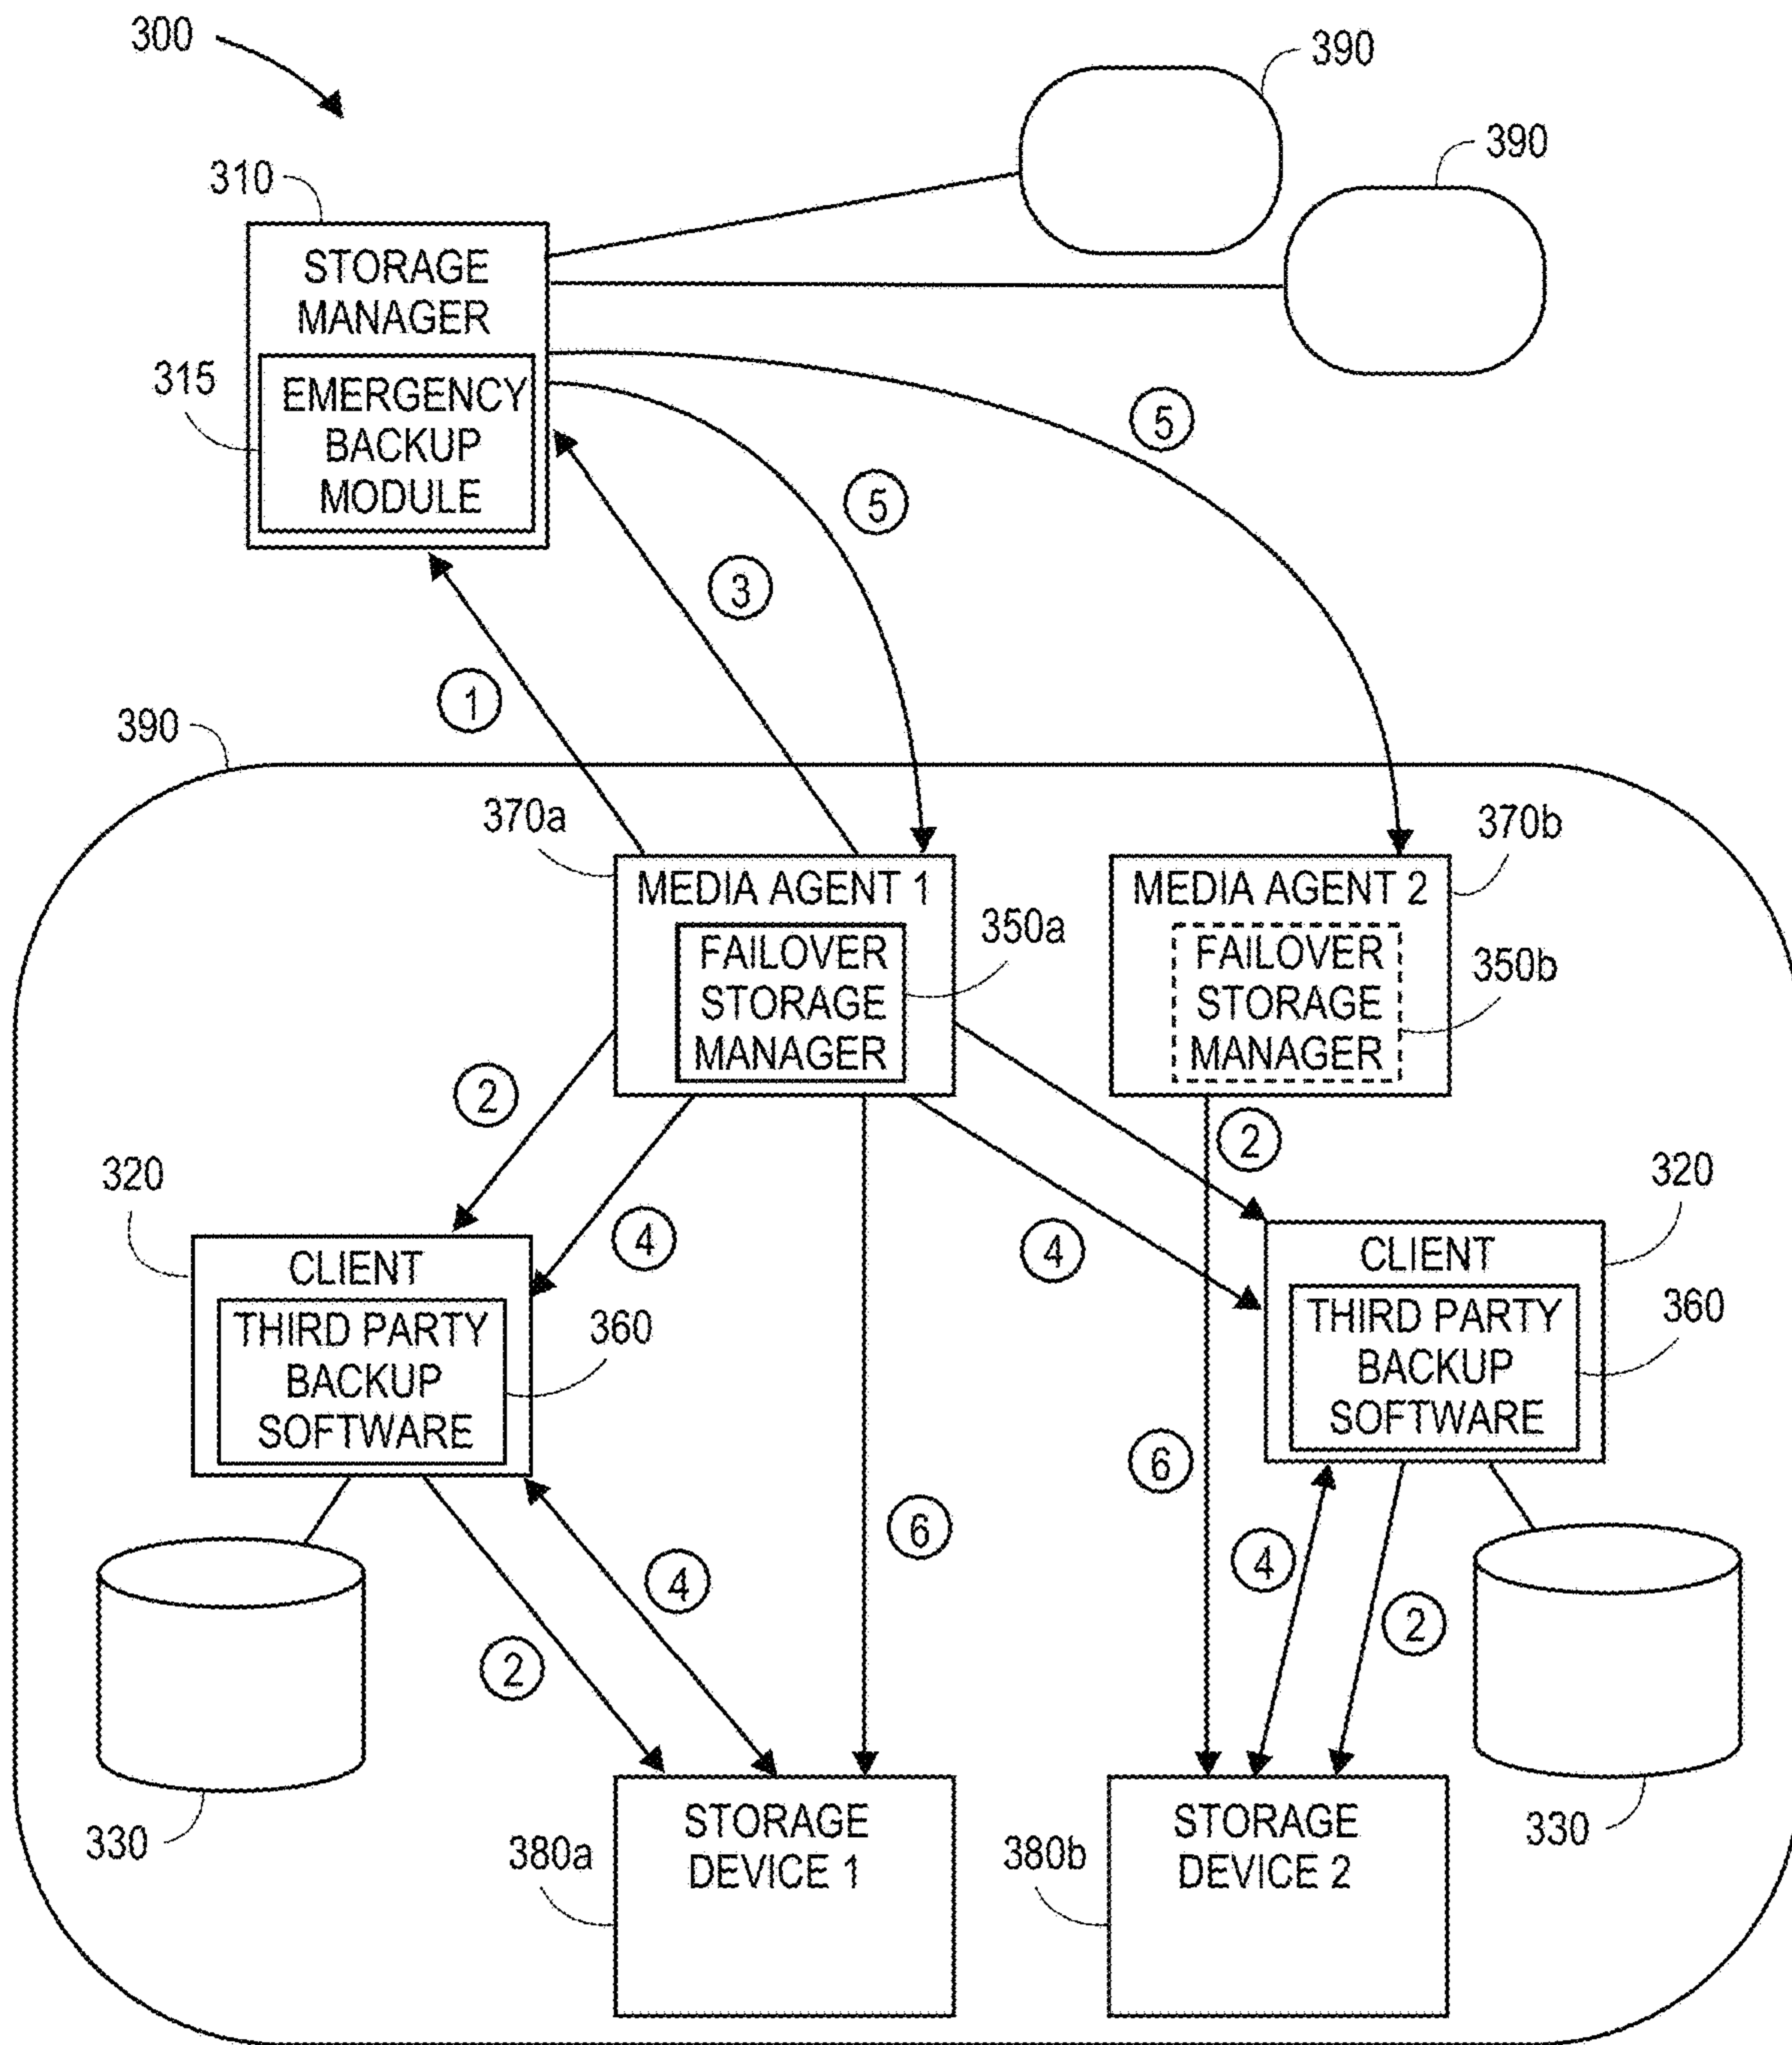 300
390
390
310
STORAGE
MANAGER
315
EMERGENCY
BACKUP
MODULE
5
5
3
1
390
370a
370b
MEDIA AGENT 1
MEDIA AGENT 2
350a
350b
FAILOVER
STORAGE
MANAGER
FAILOVER
STORAGE
MANAGER
2
2
320
320
4
4
CLIENT
THIRD PARTY
BACKUP
SOFTWARE
360
CLIENT
THIRD PARTY
BACKUP
SOFTWARE
360
6
6
4
4
2
2
330
330
380a
STORAGE
DEVICE 1
380b
STORAGE
DEVICE 2